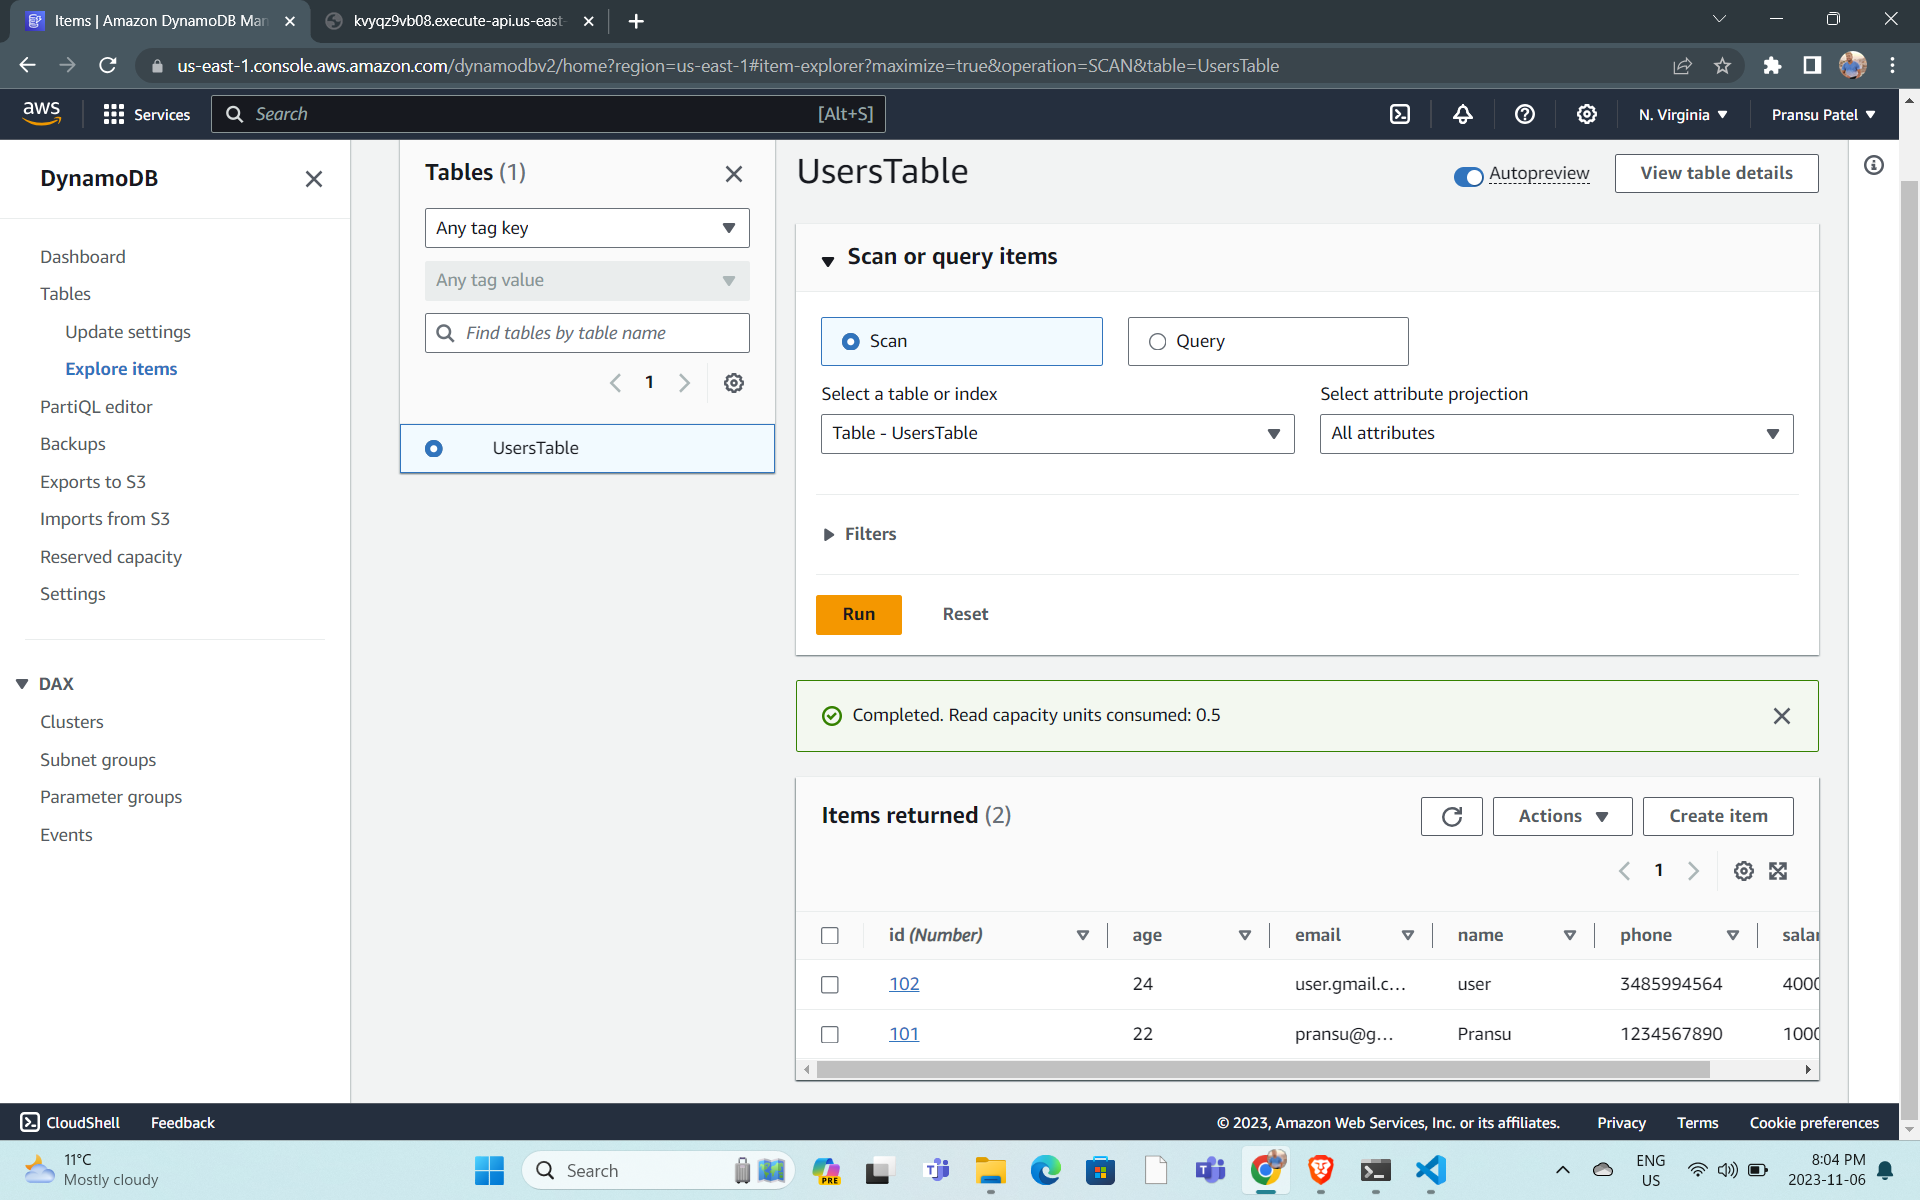 Items | Amazon DynamoDB Man
kvyqz9vb08.execute-api.us-east-
us-east-1.console.aws.amazon.com/dynamodbv2/home?region=us-east-1#item-explorer?maximize=true&operation=SCAN&table=UsersTable
aws
Services
Search
[Alt+S]
N. Virginia
Pransu Patel
DynamoDB
Dashboard
Tables
Update settings
Explore items
PartiQL editor
Backups
Exports to S3
Imports from S3
Reserved capacity
Settings
DAX
Clusters
Subnet groups
Parameter groups
Events
Tables (1)
Any tag key
Any tag value
Find tables by table name
1
UsersTable
UsersTable
Autopreview
View table details
Scan or query items
Scan
Query
Select a table or index
Select attribute projection
Table - UsersTable
All attributes
Filters
Run
Reset
Completed. Read capacity units consumed: 0.5
Items returned (2)
Actions
Create item
1
id (Number) age email name phone salar
102 24 user.gmail.c... user 3485994564 4000
101 22 pransu@g... Pransu 1234567890 1000
CloudShell
Feedback
© 2023, Amazon Web Services, Inc. or its affiliates.
Privacy
Terms
Cookie preferences
11°C
Mostly cloudy
Search
PRE
ENG
US
8:04 PM
2023-11-06